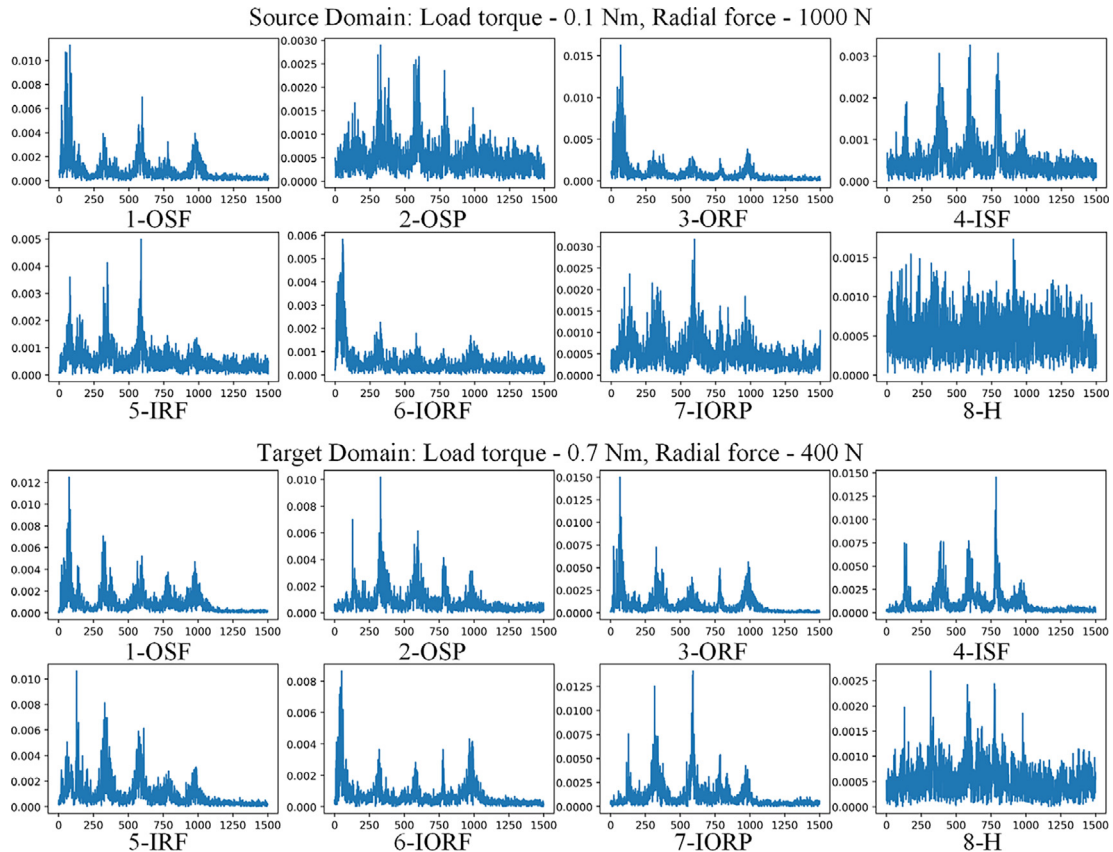 Source Domain: Load torque - 0.1 Nm, Radial force - 1000 N
0.010
0.008
0.006
0.004
0.002
0.000
0 250 500 750 1000 1250 1500
1-OSF
0.0030
0.0025
0.0020
0.0015
0.0010
0.0005
0.0000
0 250 500 750 1000 1250 1500
2-OSP
0.015
0.010
0.005
0.000
0 250 500 750 1000 1250 1500
3-ORF
0.003
0.002
0.001
0.000
0 250 500 750 1000 1250 1500
4-ISF
0.005
0.004
0.003
0.002
0.001
0.000
0 250 500 750 1000 1250 1500
5-IRF
0.006
0.005
0.004
0.003
0.002
0.001
0.000
0 250 500 750 1000 1250 1500
6-IORF
0.0030
0.0025
0.0020
0.0015
0.0010
0.0005
0.0000
0 250 500 750 1000 1250 1500
7-IORP
0.0015
0.0010
0.0005
0.0000
0 250 500 750 1000 1250 1500
8-H
Target Domain: Load torque - 0.7 Nm, Radial force - 400 N
0.012
0.010
0.008
0.006
0.004
0.002
0.000
0 250 500 750 1000 1250 1500
1-OSF
0.010
0.008
0.006
0.004
0.002
0.000
0 250 500 750 1000 1250 1500
2-OSP
0.0150
0.0125
0.0100
0.0075
0.0050
0.0025
0.0000
0 250 500 750 1000 1250 1500
3-ORF
0.0150
0.0125
0.0100
0.0075
0.0050
0.0025
0.0000
0 250 500 750 1000 1250 1500
4-ISF
0.010
0.008
0.006
0.004
0.002
0.000
0 250 500 750 1000 1250 1500
5-IRF
0.008
0.006
0.004
0.002
0.000
0 250 500 750 1000 1250 1500
6-IORF
0.0125
0.0100
0.0075
0.0050
0.0025
0.0000
0 250 500 750 1000 1250 1500
7-IORP
0.0025
0.0020
0.0015
0.0010
0.0005
0.0000
0 250 500 750 1000 1250 1500
8-H